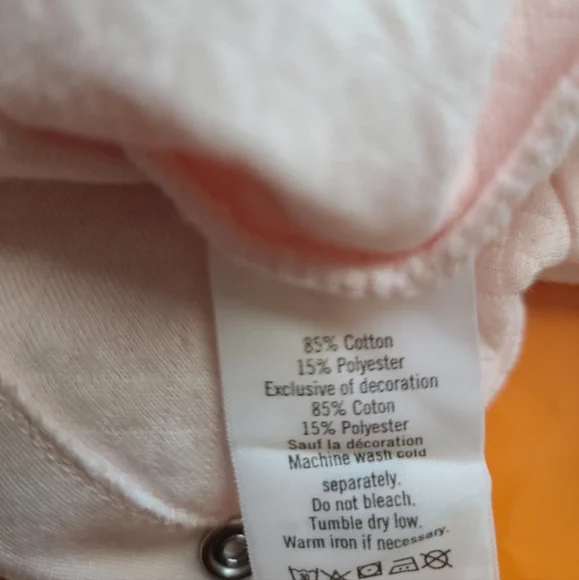 85% Cotton
15% Polyester
Exclusive of decoration
85% Coton
15% Polyester
Sauf la décoration
Machine wash cold
separately.
Do not bleach.
Tumble dry low.
Warm iron if necessary.